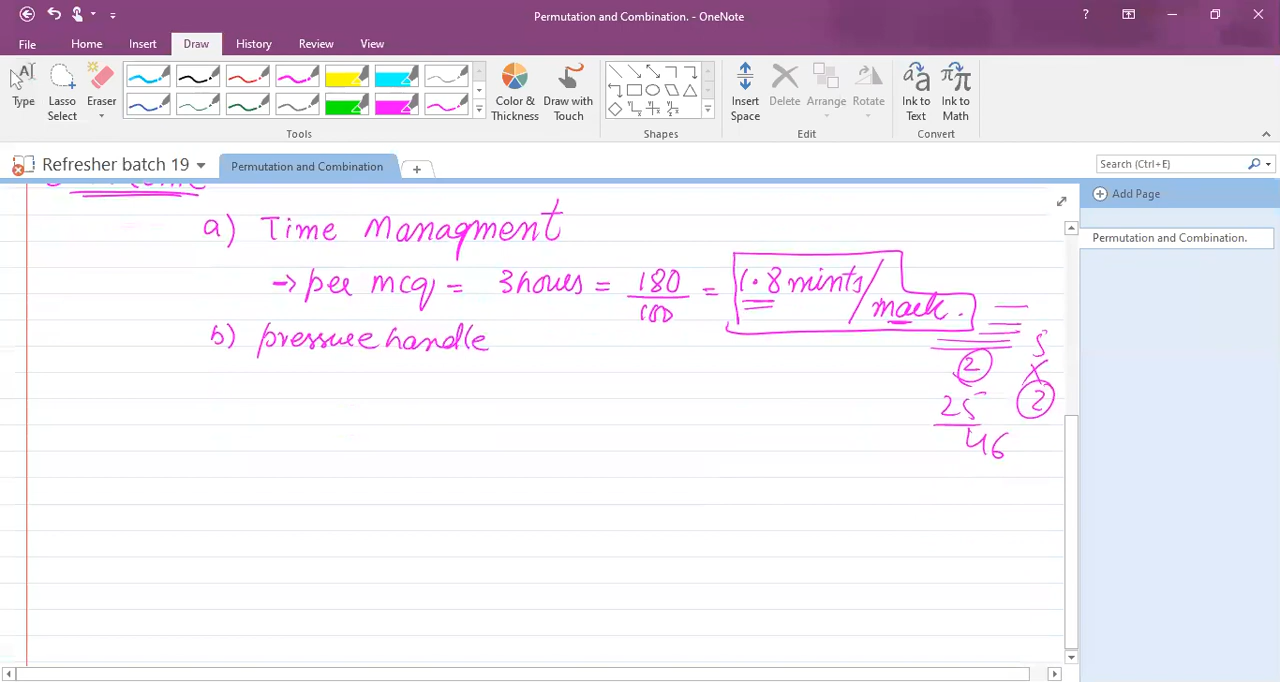 Permutation and Combination. - OneNote
?
File Home Insert Draw History Review View
Type
Lasso Select
Eraser
Color & Thickness
Draw with Touch
Insert Space
Delete
Arrange
Rotate
Ink to Text
Ink to Math
Tools Shapes Edit Convert
Refresher batch 19
Permutation and Combination
Search (Ctrl+E)
Add Page
Permutation and Combination.
a) Time Managment
→ per mcq = 3 hours = 180/100 = 1.8 mints/mark.
b) pressure handle
2
25
46
5
x
2